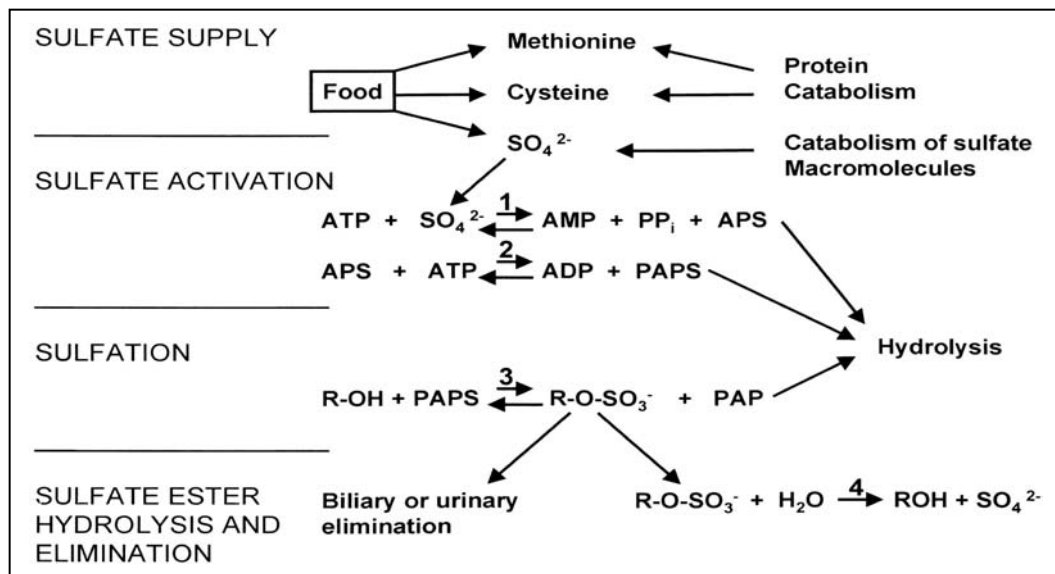 SULFATE SUPPLY
Methionine
Food
Cysteine
Protein
Catabolism
SO₄ ²⁻
Catabolism of sulfate
Macromolecules
SULFATE ACTIVATION
ATP + SO₄ ²⁻ 1 AMP + PPᵢ + APS
APS + ATP 2 ADP + PAPS
SULFATION
Hydrolysis
R-OH + PAPS 3 R-O-SO₃⁻ + PAP
SULFATE ESTER
HYDROLYSIS AND
ELIMINATION
Biliary or urinary
elimination
R-O-SO₃⁻ + H₂O 4 ROH + SO₄ ²⁻